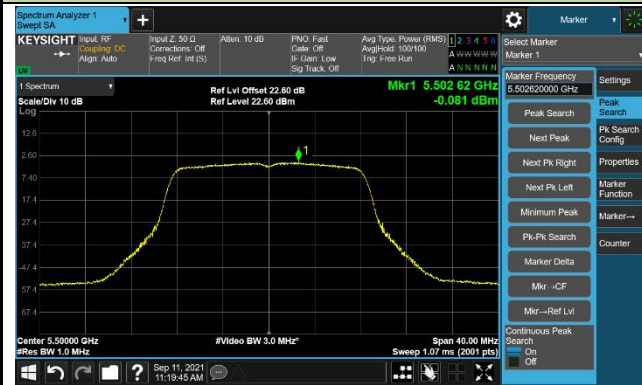 Spectrum Analyzer 1
Swept SA
Marker
KEYSIGHT Input: RF Input Z: 50 Ω Atten: 10 dB PNO: Fast Avg Type: Power (RMS) 1 2 3 4 5 6
Coupling: DC Corrections: Off Gate: Off Avg|Hold: 100/100 A W W W W W
Align: Auto Freq Ref: Int (S) IF Gain: Low Trig: Free Run
Sig Track: Off A N N N N N
Select Marker
Marker 1
1 Spectrum
Scale/Div 10 dB
Log
Ref Lvl Offset 22.60 dB
Ref Level 22.60 dBm
Mkr1 5.502 62 GHz
-0.081 dBm
12.6
2.60
-7.40
-17.4
-27.4
-37.4
-47.4
-57.4
-67.4
1
Center 5.50000 GHz
#Res BW 1.0 MHz
#Video BW 3.0 MHz*
Span 40.00 MHz
Sweep 1.07 ms (2001 pts)
Marker Frequency
5.502620000 GHz
Peak Search
Next Peak
Next Pk Right
Next Pk Left
Minimum Peak
Pk-Pk Search
Marker Delta
Mkr→CF
Mkr→Ref Lvl
Continuous Peak
Search
On
Off
Settings
Peak
Search
Pk Search
Config
Properties
Marker
Function
Marker→
Counter
Sep 11, 2021
11:19:45 AM